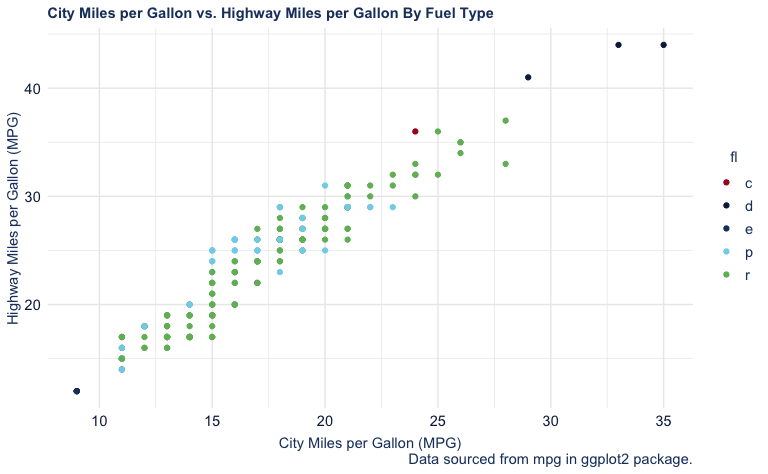 City Miles per Gallon vs. Highway Miles per Gallon By Fuel Type
Highway Miles per Gallon (MPG)
40
30
20
10
15
20
25
30
35
City Miles per Gallon (MPG)
Data sourced from mpg in ggplot2 package.
fl
c
d
e
p
r